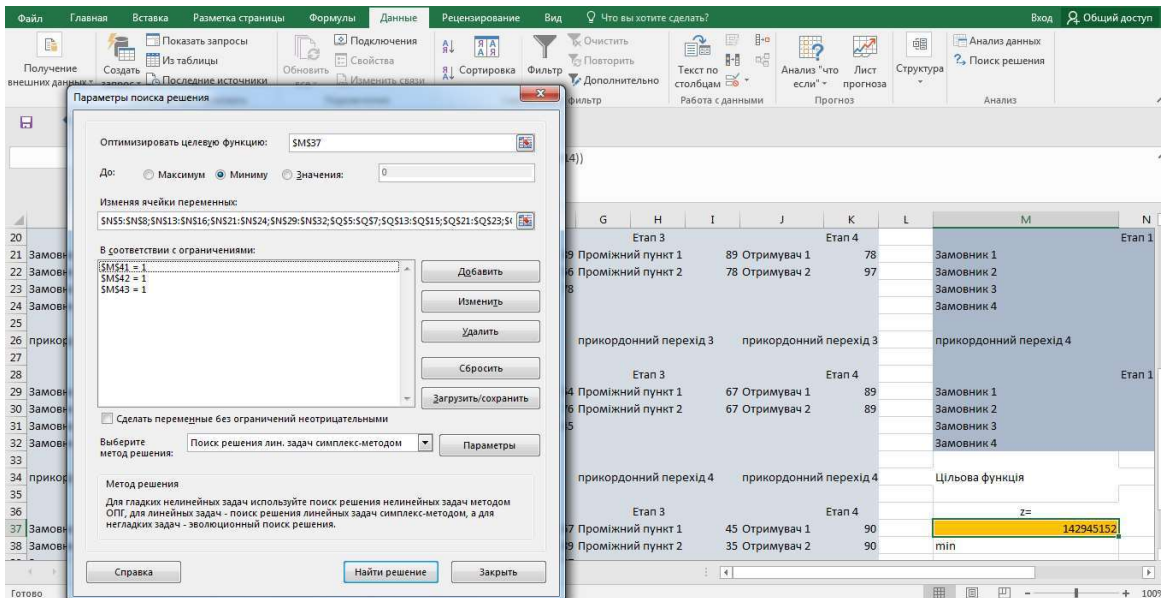 Файл Главная Вставка Разметка страницы Формулы Данные Рецензирование Вид Что вы хотите сделать? Вход Общий доступ
Получение внешних данных
Создать запрос
Показать запросы
Из таблицы
Последние источники
Обновить все
Подключения
Свойства
Изменить связи
Сортировка
Фильтр
Очистить
Повторить
Дополнительно
фильтр
Текст по столбцам
Работа с данными
Анализ "что если"
Лист прогноза
Прогноз
Структура
Анализ данных
Поиск решения
Анализ
Параметры поиска решения
Оптимизировать целевую функцию: $M$37
До: Максимум Миниму Значения: 0
Изменяя ячейки переменных:
$N$5:$N$8;$N$13:$N$16;$N$21:$N$24;$N$29:$N$32;$Q$5:$Q$7;$Q$13:$Q$15;$Q$21:$Q$23;
В соответствии с ограничениями:
$M$41 = 1
$M$42 = 1
$M$43 = 1
Добавить
Изменить
Удалить
Сбросить
Загрузить/сохранить
Сделать переменные без ограничений неотрицательными
Выберите метод решения:
Поиск решения лин. задач симплекс-методом
Параметры
Метод решения
Для гладких нелинейных задач используйте поиск решения нелинейных задач методом
ОПГ, для линейных задач - поиск решения линейных задач симплекс-методом, а для
негладких задач - эволюционный поиск решения.
Справка Найти решение Закрыть
G H I J K L M N
20 Етап 3 Етап 4 Етап 1
21 Замовн 9 Проміжний пункт 1 89 Отримувач 1 78 Замовник 1
22 Замовн 6 Проміжний пункт 2 78 Отримувач 2 97 Замовник 2
23 Замовн Замовник 3
24 Замовн Замовник 4
25
26 прикор прикордонний перехід 3 прикордонний перехід 3 прикордонний перехід 4
27
28 Етап 3 Етап 4 Етап 1
29 Замовн 4 Проміжний пункт 1 67 Отримувач 1 89 Замовник 1
30 Замовн 6 Проміжний пункт 2 67 Отримувач 2 89 Замовник 2
31 Замовн 5 Замовник 3
32 Замовн Замовник 4
33
34 прикор прикордонний перехід 4 прикордонний перехід 4 Цільова функція
35
36 Етап 3 Етап 4 z=
37 Замовн 7 Проміжний пункт 1 45 Отримувач 1 90 142945152
38 Замовн 9 Проміжний пункт 2 35 Отримувач 2 90 min
Готово 100%